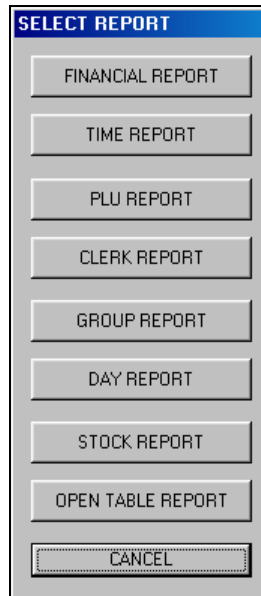 SELECT REPORT
FINANCIAL REPORT
TIME REPORT
PLU REPORT
CLERK REPORT
GROUP REPORT
DAY REPORT
STOCK REPORT
OPEN TABLE REPORT
CANCEL